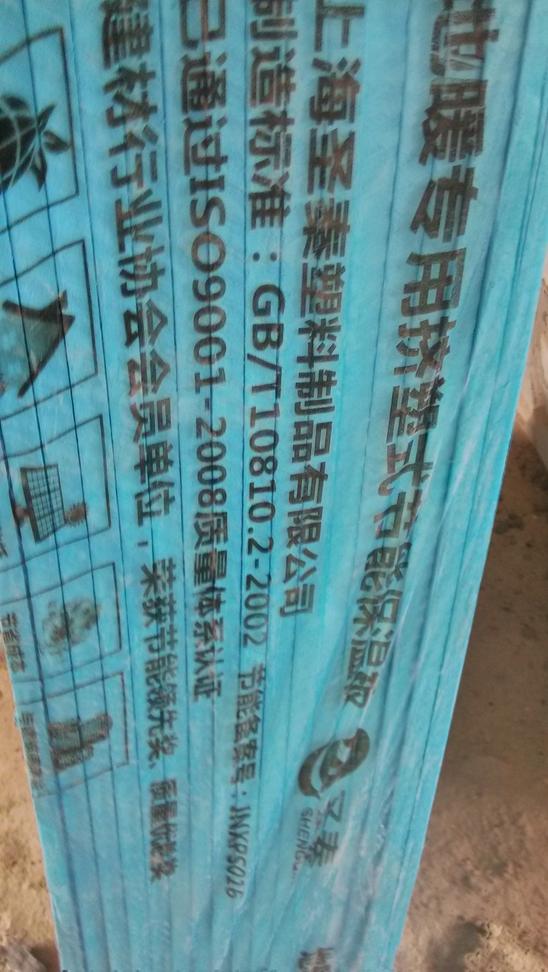 地暖专用挤塑式节能保温板
圣泰
SHENG
上海圣泰塑料制品有限公司
制造标准：GB/T10810.2-2002 节能备案号：JNXPS026
已通过ISO9001-2008质量体系认证
建材行业协会会员单位，荣获节能领先奖、质量优胜奖